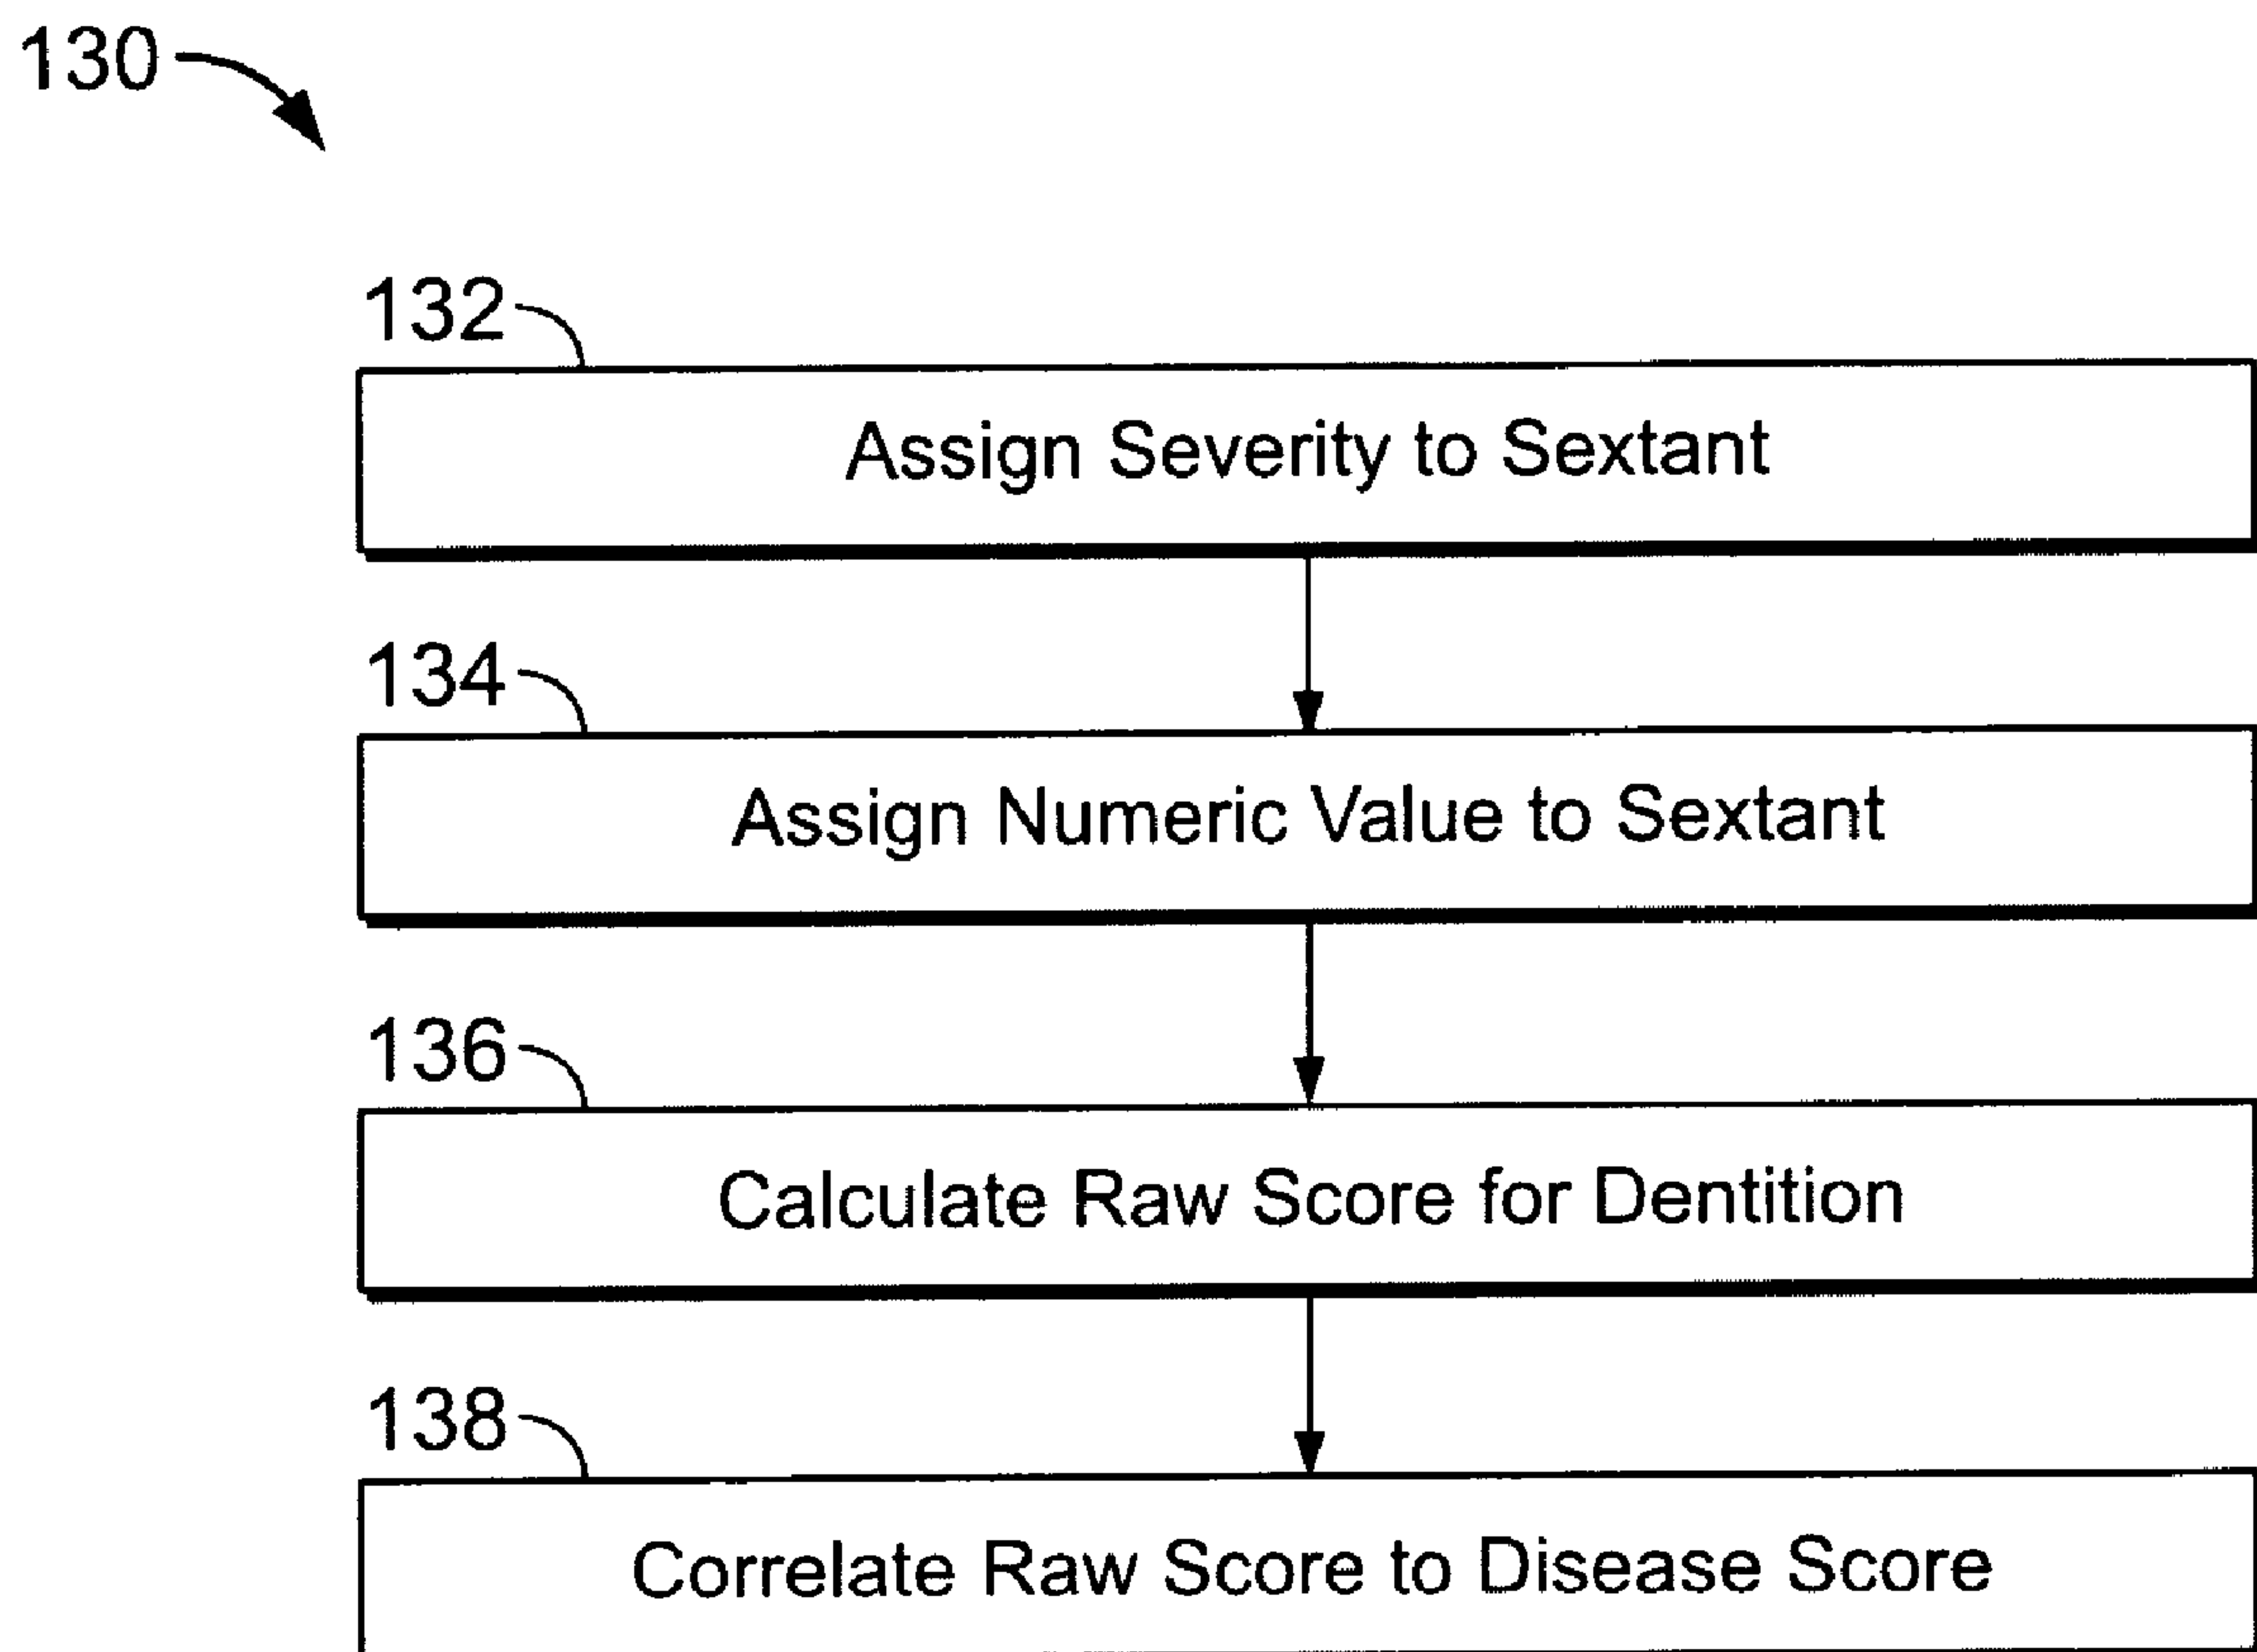 130
132
Assign Severity to Sextant
134
Assign Numeric Value to Sextant
136
Calculate Raw Score for Dentition
138
Correlate Raw Score to Disease Score